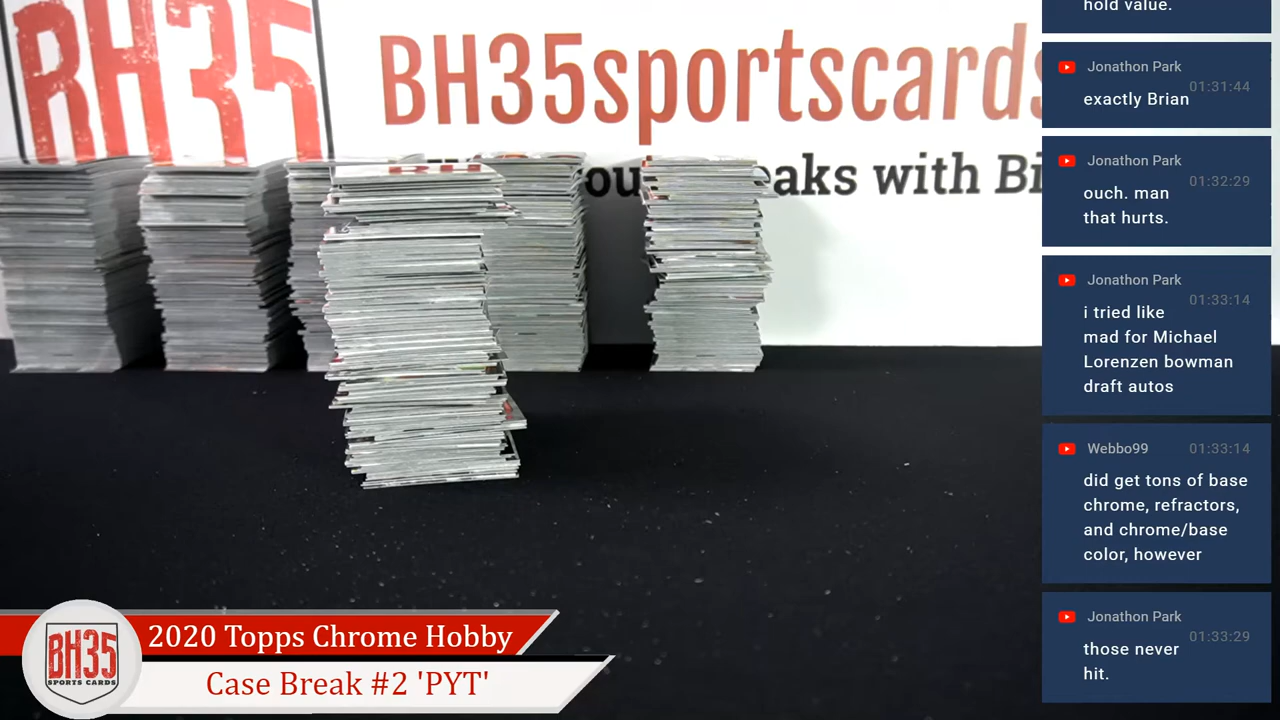 BH35
BH35sportscards
ou eaks with Bi
hold value.
Jonathon Park
01:31:44
exactly Brian
Jonathon Park
01:32:29
ouch. man
that hurts.
Jonathon Park
01:33:14
i tried like
mad for Michael
Lorenzen bowman
draft autos
Webbo99 01:33:14
did get tons of base
chrome, refractors,
and chrome/base
color, however
Jonathon Park
01:33:29
those never
hit.
BH35
SPORTS CARDS
2020 Topps Chrome Hobby
Case Break #2 'PYT'